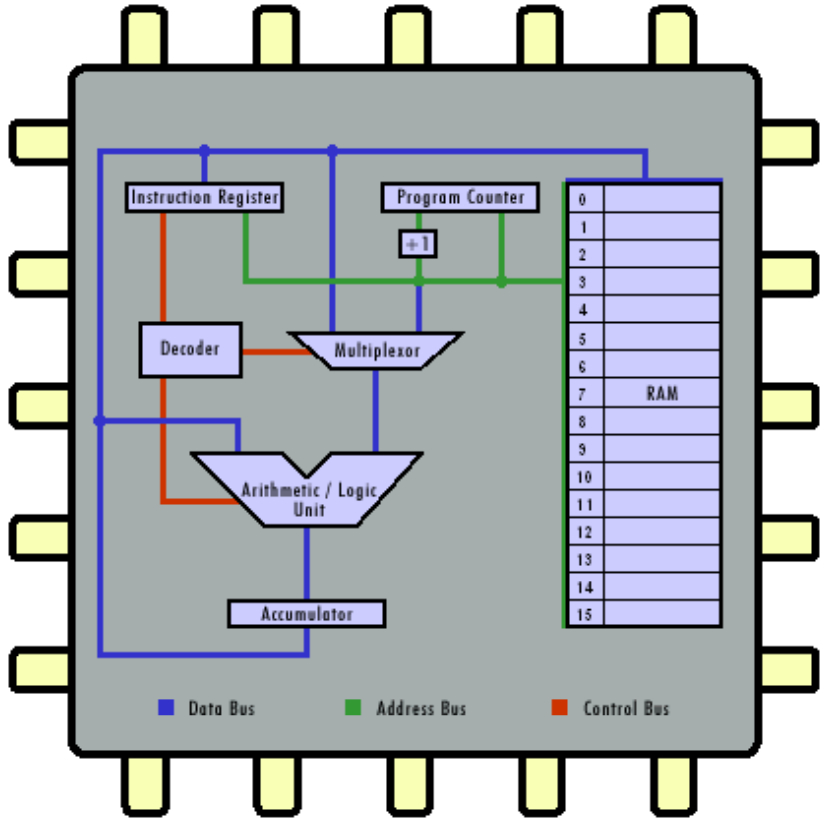 Instruction Register
Program Counter
+1
Decoder
Multiplexor
Arithmetic / Logic
Unit
Accumulator
0
1
2
3
4
5
6
7
RAM
8
9
10
11
12
13
14
15
Data Bus
Address Bus
Control Bus